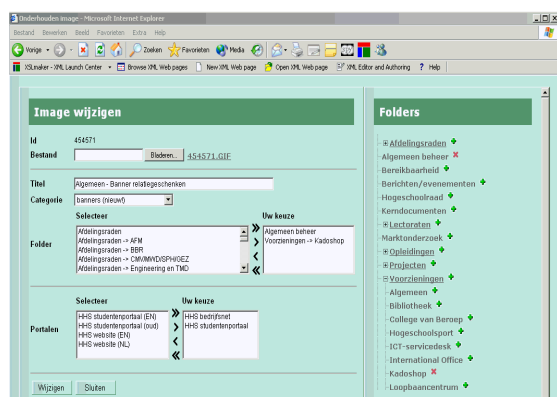 Onderhouden image - Microsoft Internet Explorer
Bestand Bewerken Beeld Favorieten Extra Help
Vorige Zoeken Favorieten Media
XSLmaker - XML Launch Center Browse XML Web pages New XML Web page Open XML Web page XML Editor and Authoring ? Help
Image wijzigen
Id 454571
Bestand Bladeren... 454571.GIF
Titel Algemeen - Banner relatiegeschenken
Categorie banners (nieuw!)
Selecteer Uw keuze
Folder
Afdelingsraden
Afdelingsraden -> AFM
Afdelingsraden -> BBR
Afdelingsraden -> CMV/MWD/SPH/GEZ
Afdelingsraden -> Engineering en TMD
Algemeen beheer
Voorzieningen -> Kadoshop
Selecteer Uw keuze
Portalen
HHS studentenportaal (EN)
HHS studentenportaal (oud)
HHS website (EN)
HHS website (NL)
HHS bedrijfsnet
HHS studentenportaal
Wijzigen Sluiten
Folders
Afdelingsraden
Algemeen beheer
Bereikbaarheid
Berichten/evenementen
Hogeschoolraad
Kerndocumenten
Lectoraten
Marktonderzoek
Opleidingen
Projecten
Voorzieningen
Algemeen
Bibliotheek
College van Beroep
Hogeschoolsport
ICT-servicedesk
International Office
Kadoshop
Loopbaancentrum